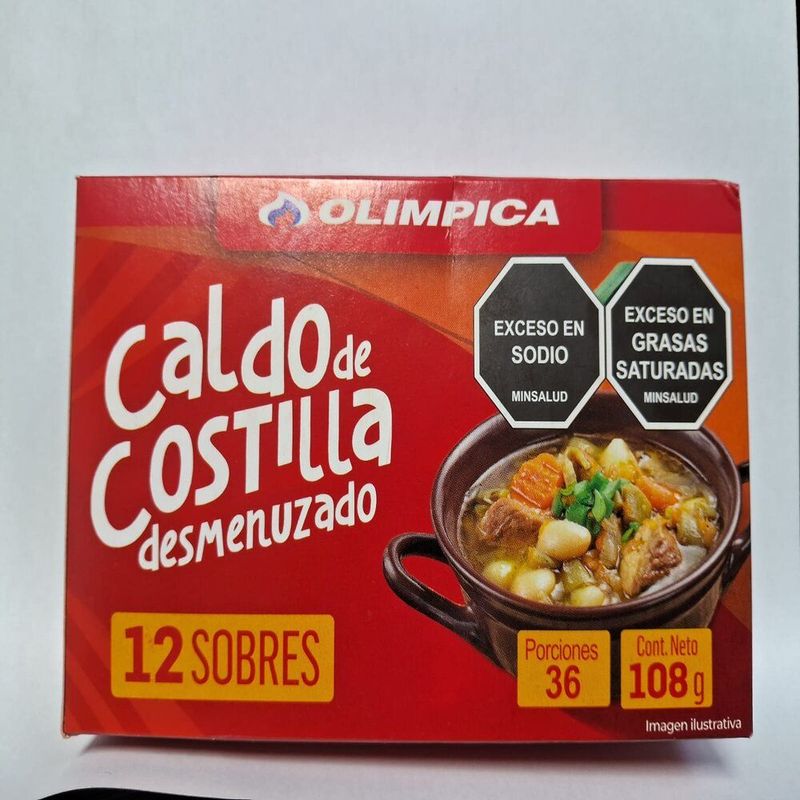 OLIMPICA
Caldo de
Costilla
desmenuzado
EXCESO EN
SODIO
MINSALUD
EXCESO EN
GRASAS
SATURADAS
MINSALUD
12 SOBRES
Porciones
36
Cont. Neto
108 g
Imagen ilustrativa